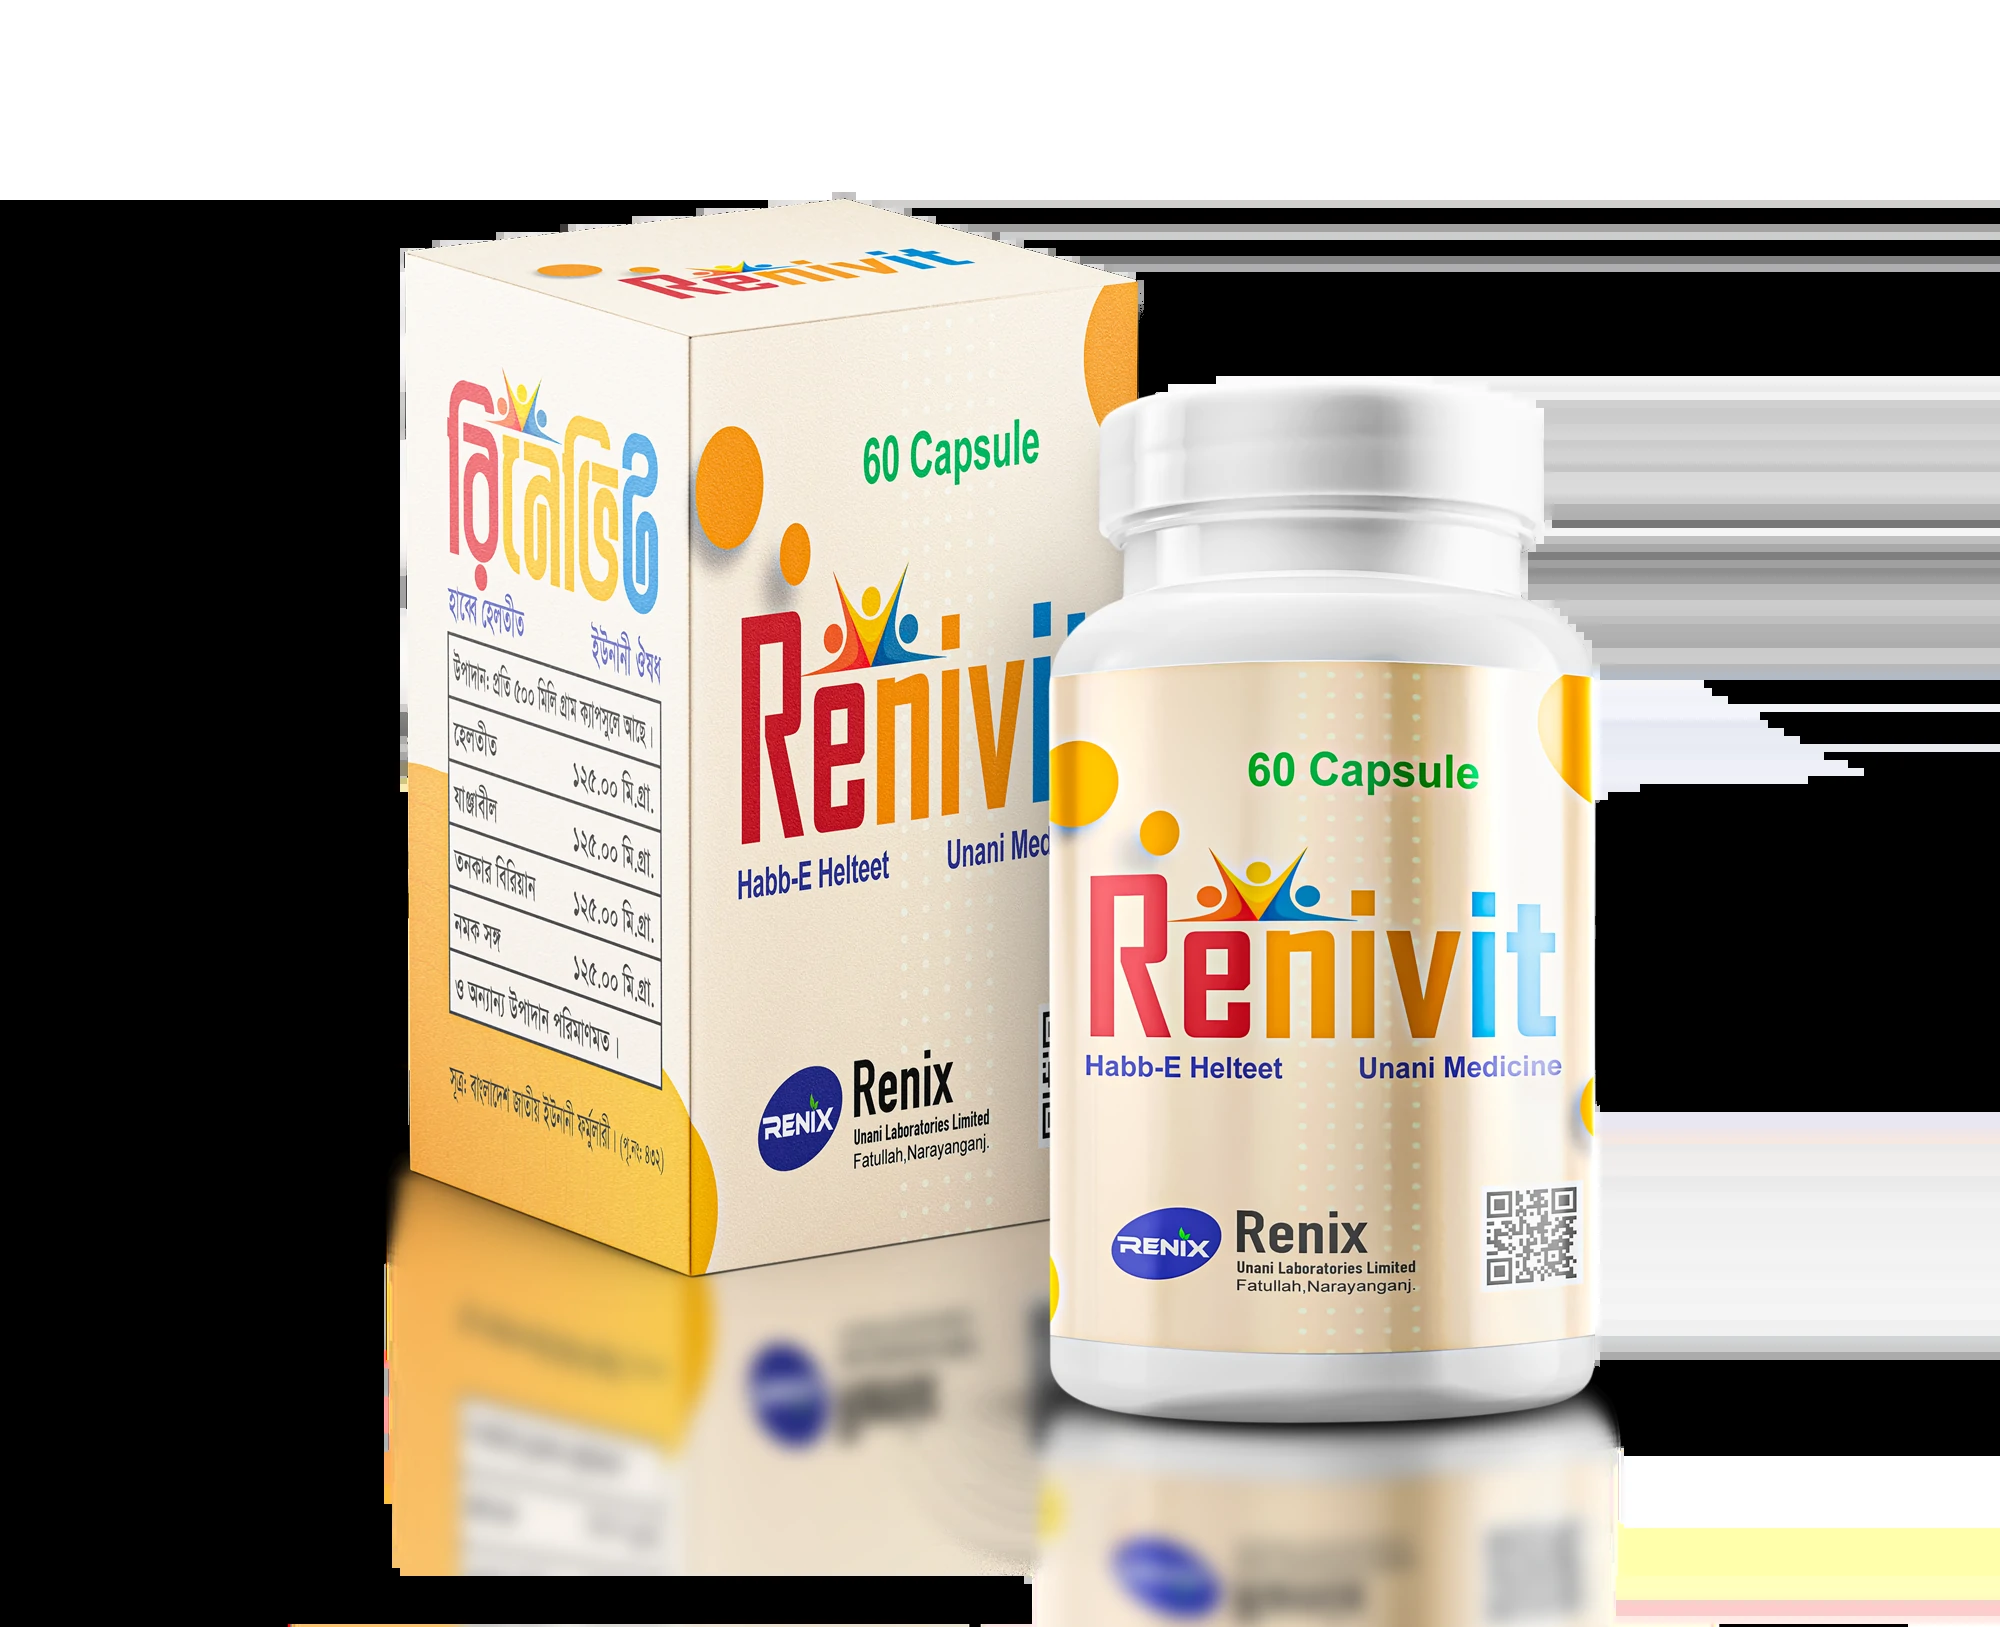 Renivit
রিনেভিট
হাব্বে হেলতীত
ইউনানী ঔষধ
উপাদান: প্রতি ৫০০ মিলি গ্রাম ক্যাপসুলে আছে।
হেলতীত ১২৫.০০ মি.গ্রা.
যাঞ্জাবীল ১২৫.০০ মি.গ্রা.
তনকার বিরিয়ান ১২৫.০০ মি.গ্রা.
নমক সঙ্গ ১২৫.০০ মি.গ্রা.
ও অন্যান্য উপাদান পরিমাণমত।
সূত্র: বাংলাদেশ জাতীয় ইউনানী ফর্মুলারী। (পৃ.নং: ৪৩২)
60 Capsule
Renivit
Habb-E Helteet Unani Med
RENIX
Renix
Unani Laboratories Limited
Fatullah,Narayanganj.
60 Capsule
Renivit
Habb-E Helteet Unani Medicine
RENIX
Renix
Unani Laboratories Limited
Fatullah,Narayanganj.